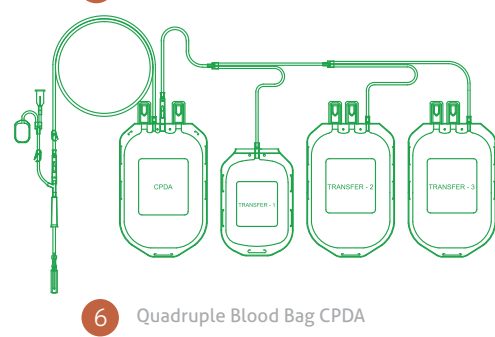 CPDA
TRANSFER - 1
TRANSFER - 2
TRANSFER - 3
6
Quadruple Blood Bag CPDA